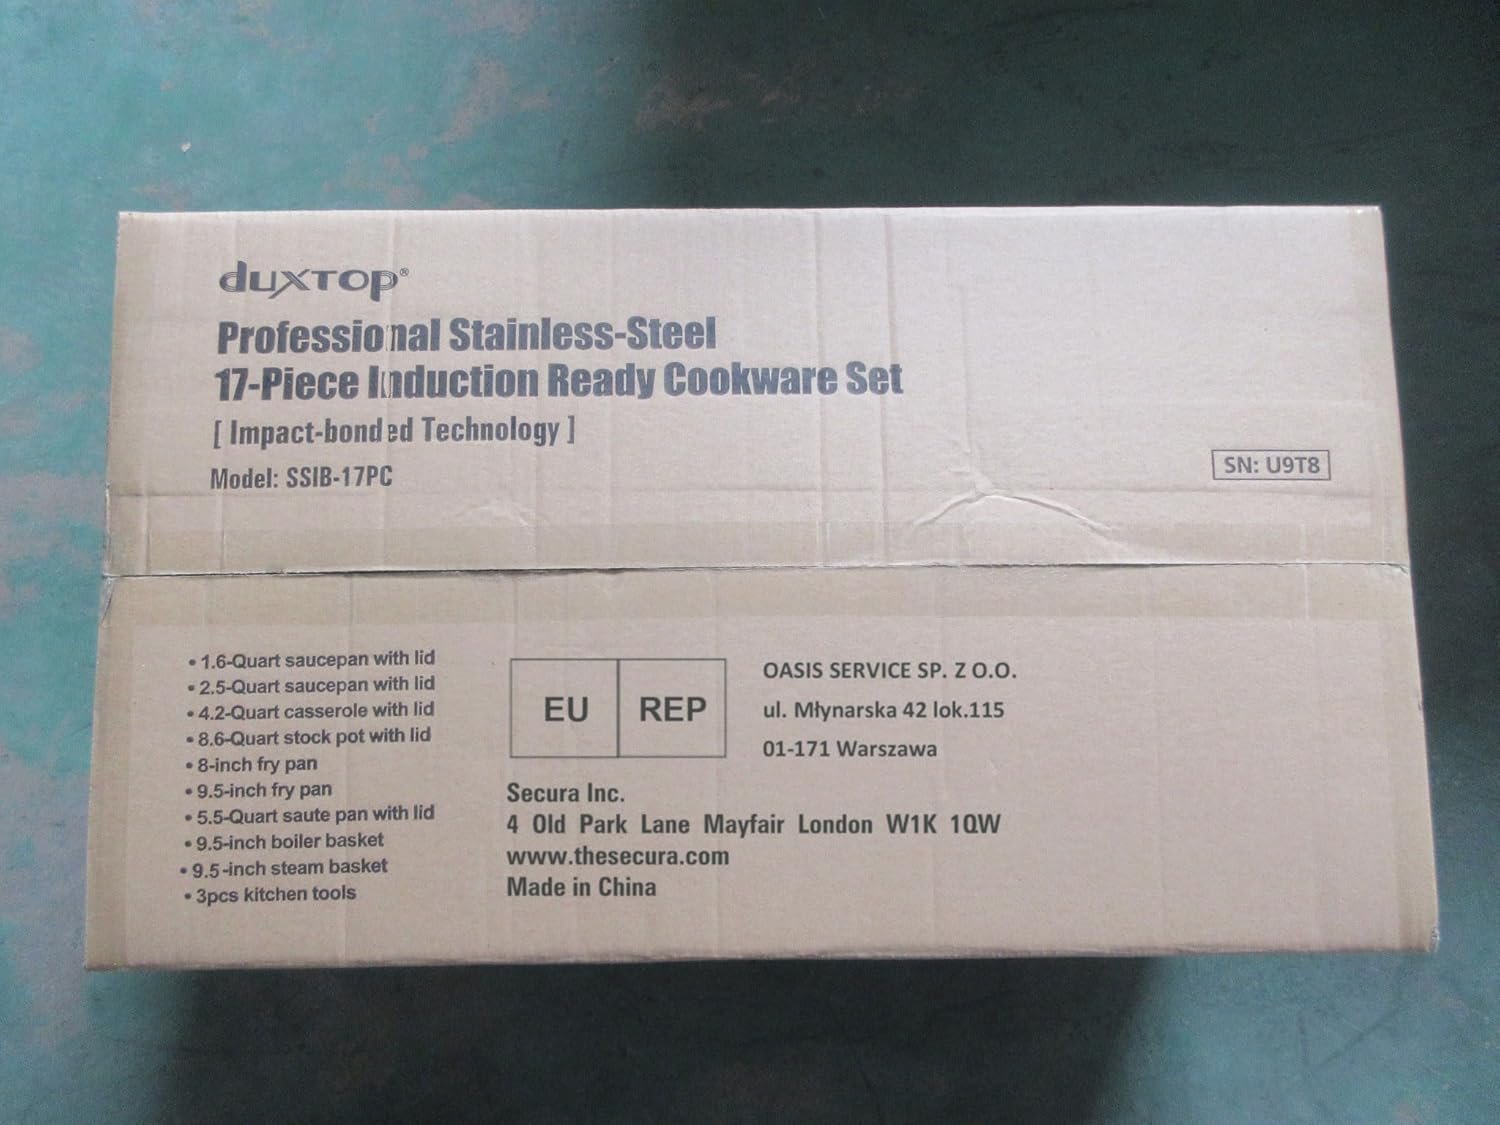 duxtop®
Professional Stainless-Steel
17-Piece Induction Ready Cookware Set
[ Impact-bonded Technology ]
Model: SSIB-17PC
SN: U9T8
• 1.6-Quart saucepan with lid
• 2.5-Quart saucepan with lid
• 4.2-Quart casserole with lid
• 8.6-Quart stock pot with lid
• 8-inch fry pan
• 9.5-inch fry pan
• 5.5-Quart saute pan with lid
• 9.5-inch boiler basket
• 9.5-inch steam basket
• 3pcs kitchen tools
EU REP
OASIS SERVICE SP. Z O.O.
ul. Młynarska 42 lok.115
01-171 Warszawa
Secura Inc.
4 Old Park Lane Mayfair London W1K 1QW
www.thesecura.com
Made in China